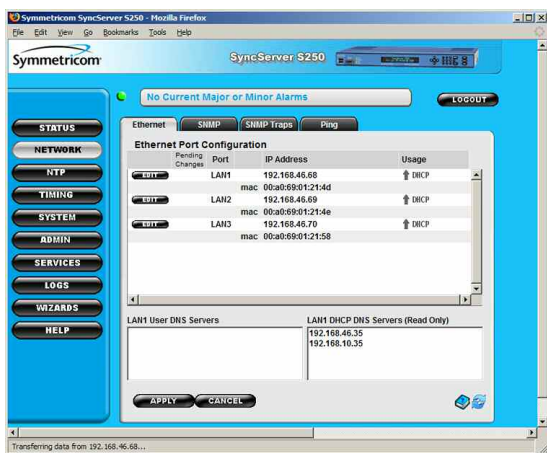 Symmetricom SyncServer S250 - Mozilla Firefox
File Edit View Go Bookmarks Tools Help
Symmetricom
SyncServer S250
No Current Major or Minor Alarms
LOGOUT
STATUS
NETWORK
NTP
TIMING
SYSTEM
ADMIN
SERVICES
LOGS
WIZARDS
HELP
Ethernet SNMP SNMP Traps Ping
Ethernet Port Configuration
Pending Changes Port IP Address Usage
EDIT LAN1 192.168.46.68 DHCP
mac 00:a0:69:01:21:4d
EDIT LAN2 192.168.46.69 DHCP
mac 00:a0:69:01:21:4e
EDIT LAN3 192.168.46.70 DHCP
mac 00:a0:69:01:21:58
LAN1 User DNS Servers
LAN1 DHCP DNS Servers (Read Only)
192.168.46.35
192.168.10.35
APPLY CANCEL
Transferring data from 192.168.46.68...